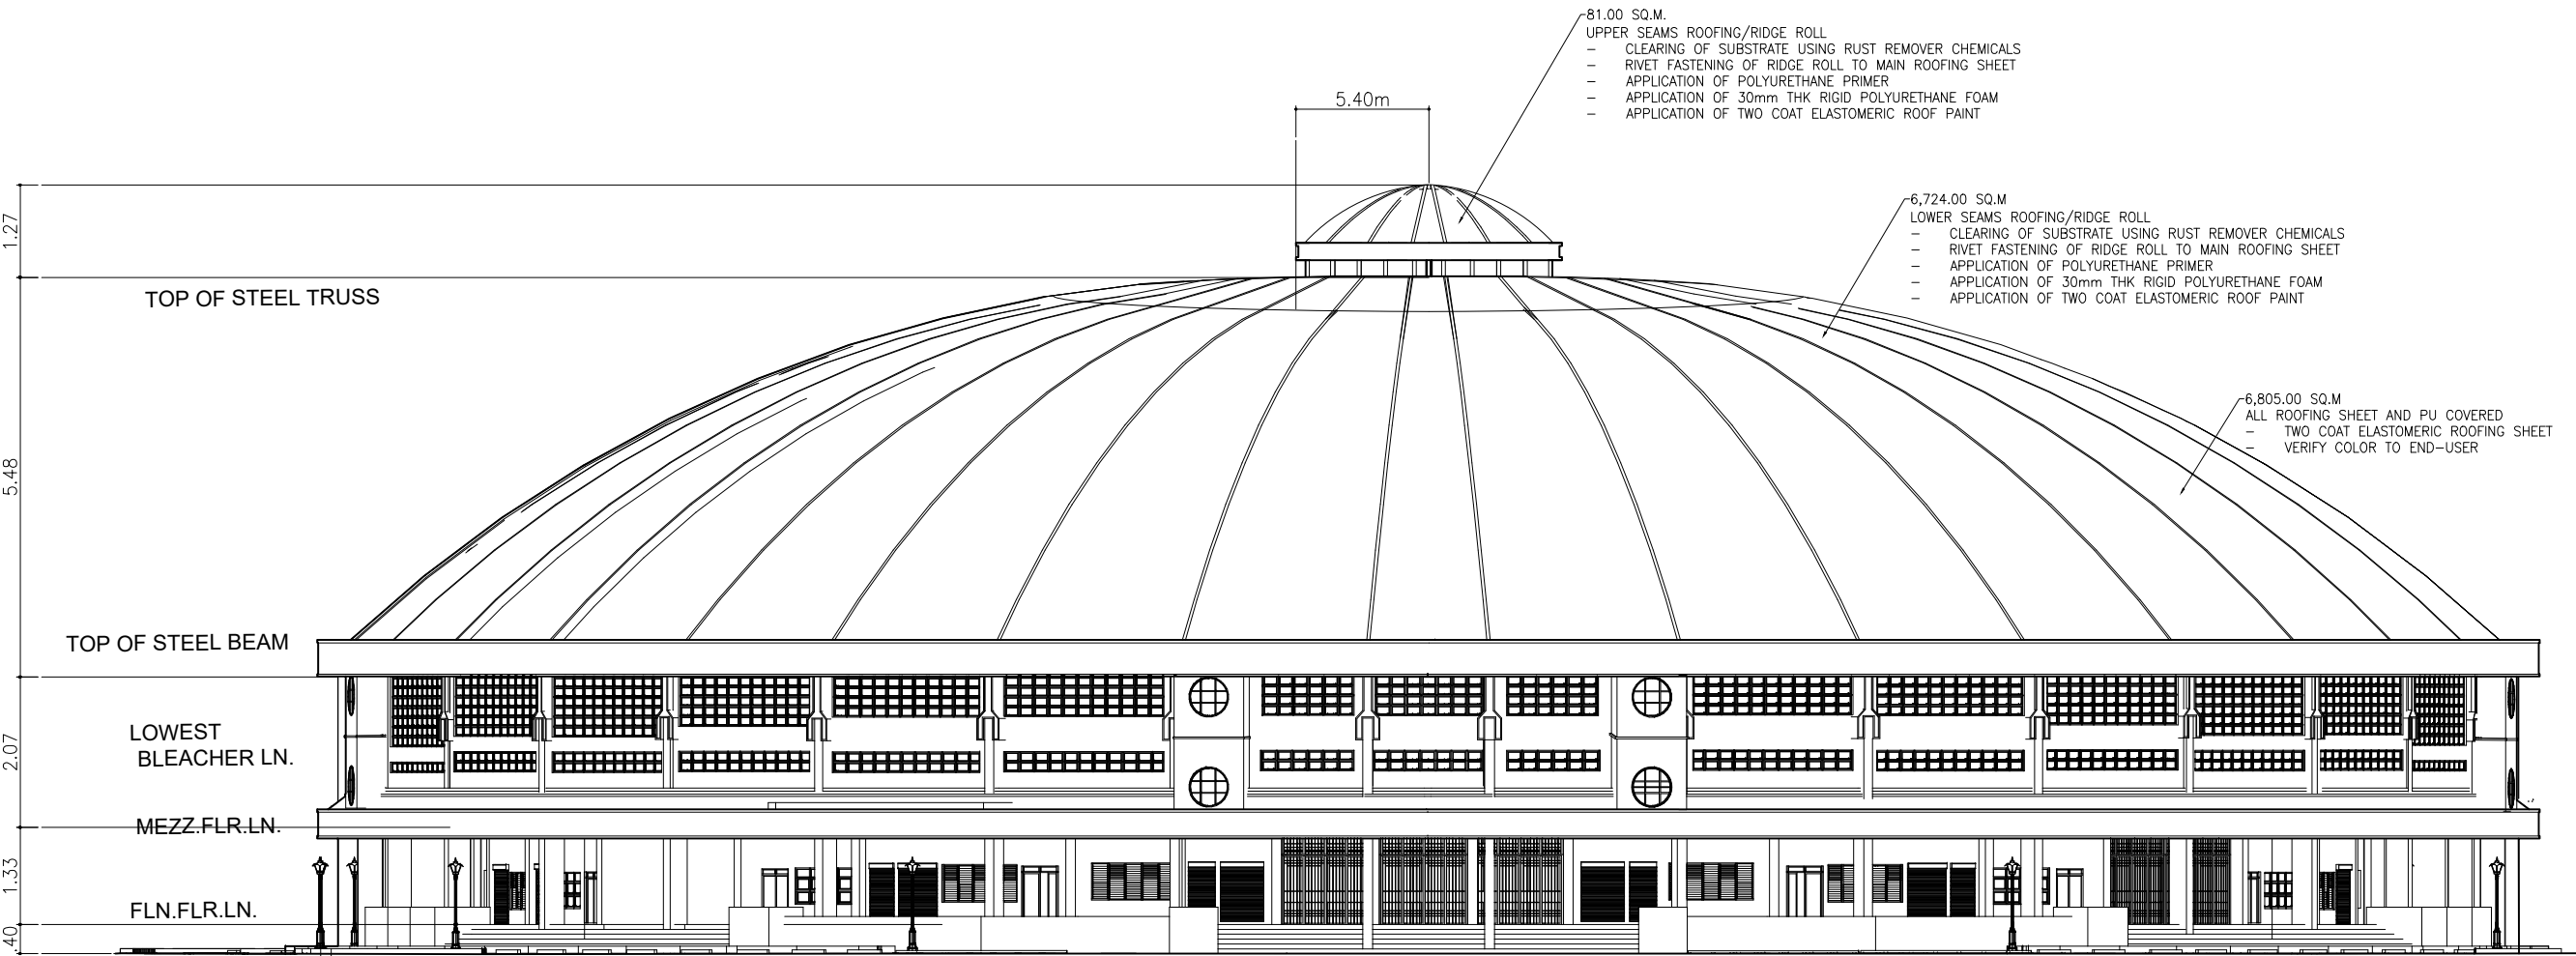 81.00 SQ.M.
UPPER SEAMS ROOFING/RIDGE ROLL
- CLEARING OF SUBSTRATE USING RUST REMOVER CHEMICALS
- RIVET FASTENING OF RIDGE ROLL TO MAIN ROOFING SHEET
- APPLICATION OF POLYURETHANE PRIMER
- APPLICATION OF 30mm THK RIGID POLYURETHANE FOAM
- APPLICATION OF TWO COAT ELASTOMERIC ROOF PAINT
5.40m
6,724.00 SQ.M
LOWER SEAMS ROOFING/RIDGE ROLL
- CLEARING OF SUBSTRATE USING RUST REMOVER CHEMICALS
- RIVET FASTENING OF RIDGE ROLL TO MAIN ROOFING SHEET
- APPLICATION OF POLYURETHANE PRIMER
- APPLICATION OF 30mm THK RIGID POLYURETHANE FOAM
- APPLICATION OF TWO COAT ELASTOMERIC ROOF PAINT
1.27
TOP OF STEEL TRUSS
6,805.00 SQ.M
ALL ROOFING SHEET AND PU COVERED
- TWO COAT ELASTOMERIC ROOFING SHEET
- VERIFY COLOR TO END-USER
5.48
TOP OF STEEL BEAM
LOWEST
BLEACHER LN.
2.07
MEZZ.FLR.LN.
1.33
FLN.FLR.LN.
.40